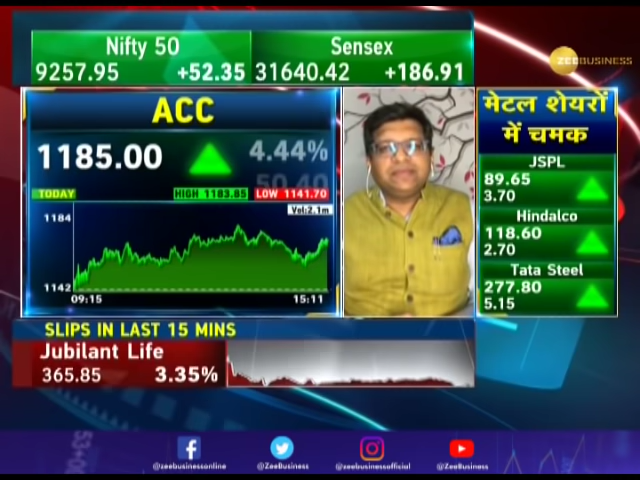 Nifty 50
9257.95 +52.35
Sensex
31640.42 +186.91
ZEEBUSINESS
ACC
1185.00 4.44%
50.40
TODAY
HIGH 1183.85 LOW 1141.70
Vol:2.1m
1184
1142
09:15 15:11
मेटल शेयरों
में चमक
JSPL
89.65
3.70
Hindalco
118.60
2.70
Tata Steel
277.80
5.15
SLIPS IN LAST 15 MINS
Jubilant Life
365.85 3.35%
@zeebusinessonline @ZeeBusiness @zeebusinessofficial @ZeeBusiness